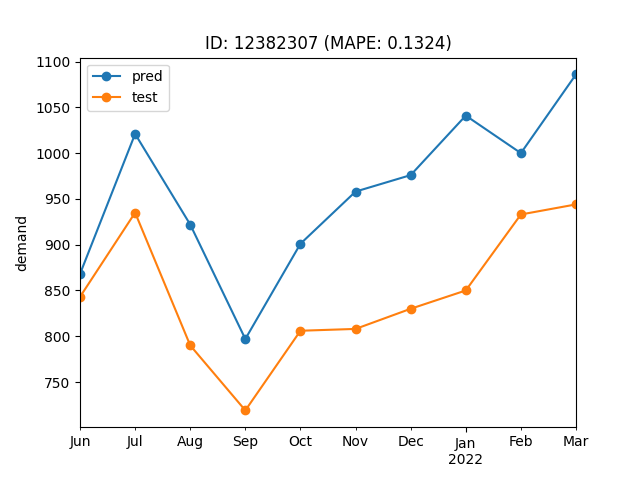 ID: 12382307 (MAPE: 0.1324)
pred
test
demand
1100
1050
1000
950
900
850
800
750
Jun Jul Aug Sep Oct Nov Dec Jan Feb Mar
2022